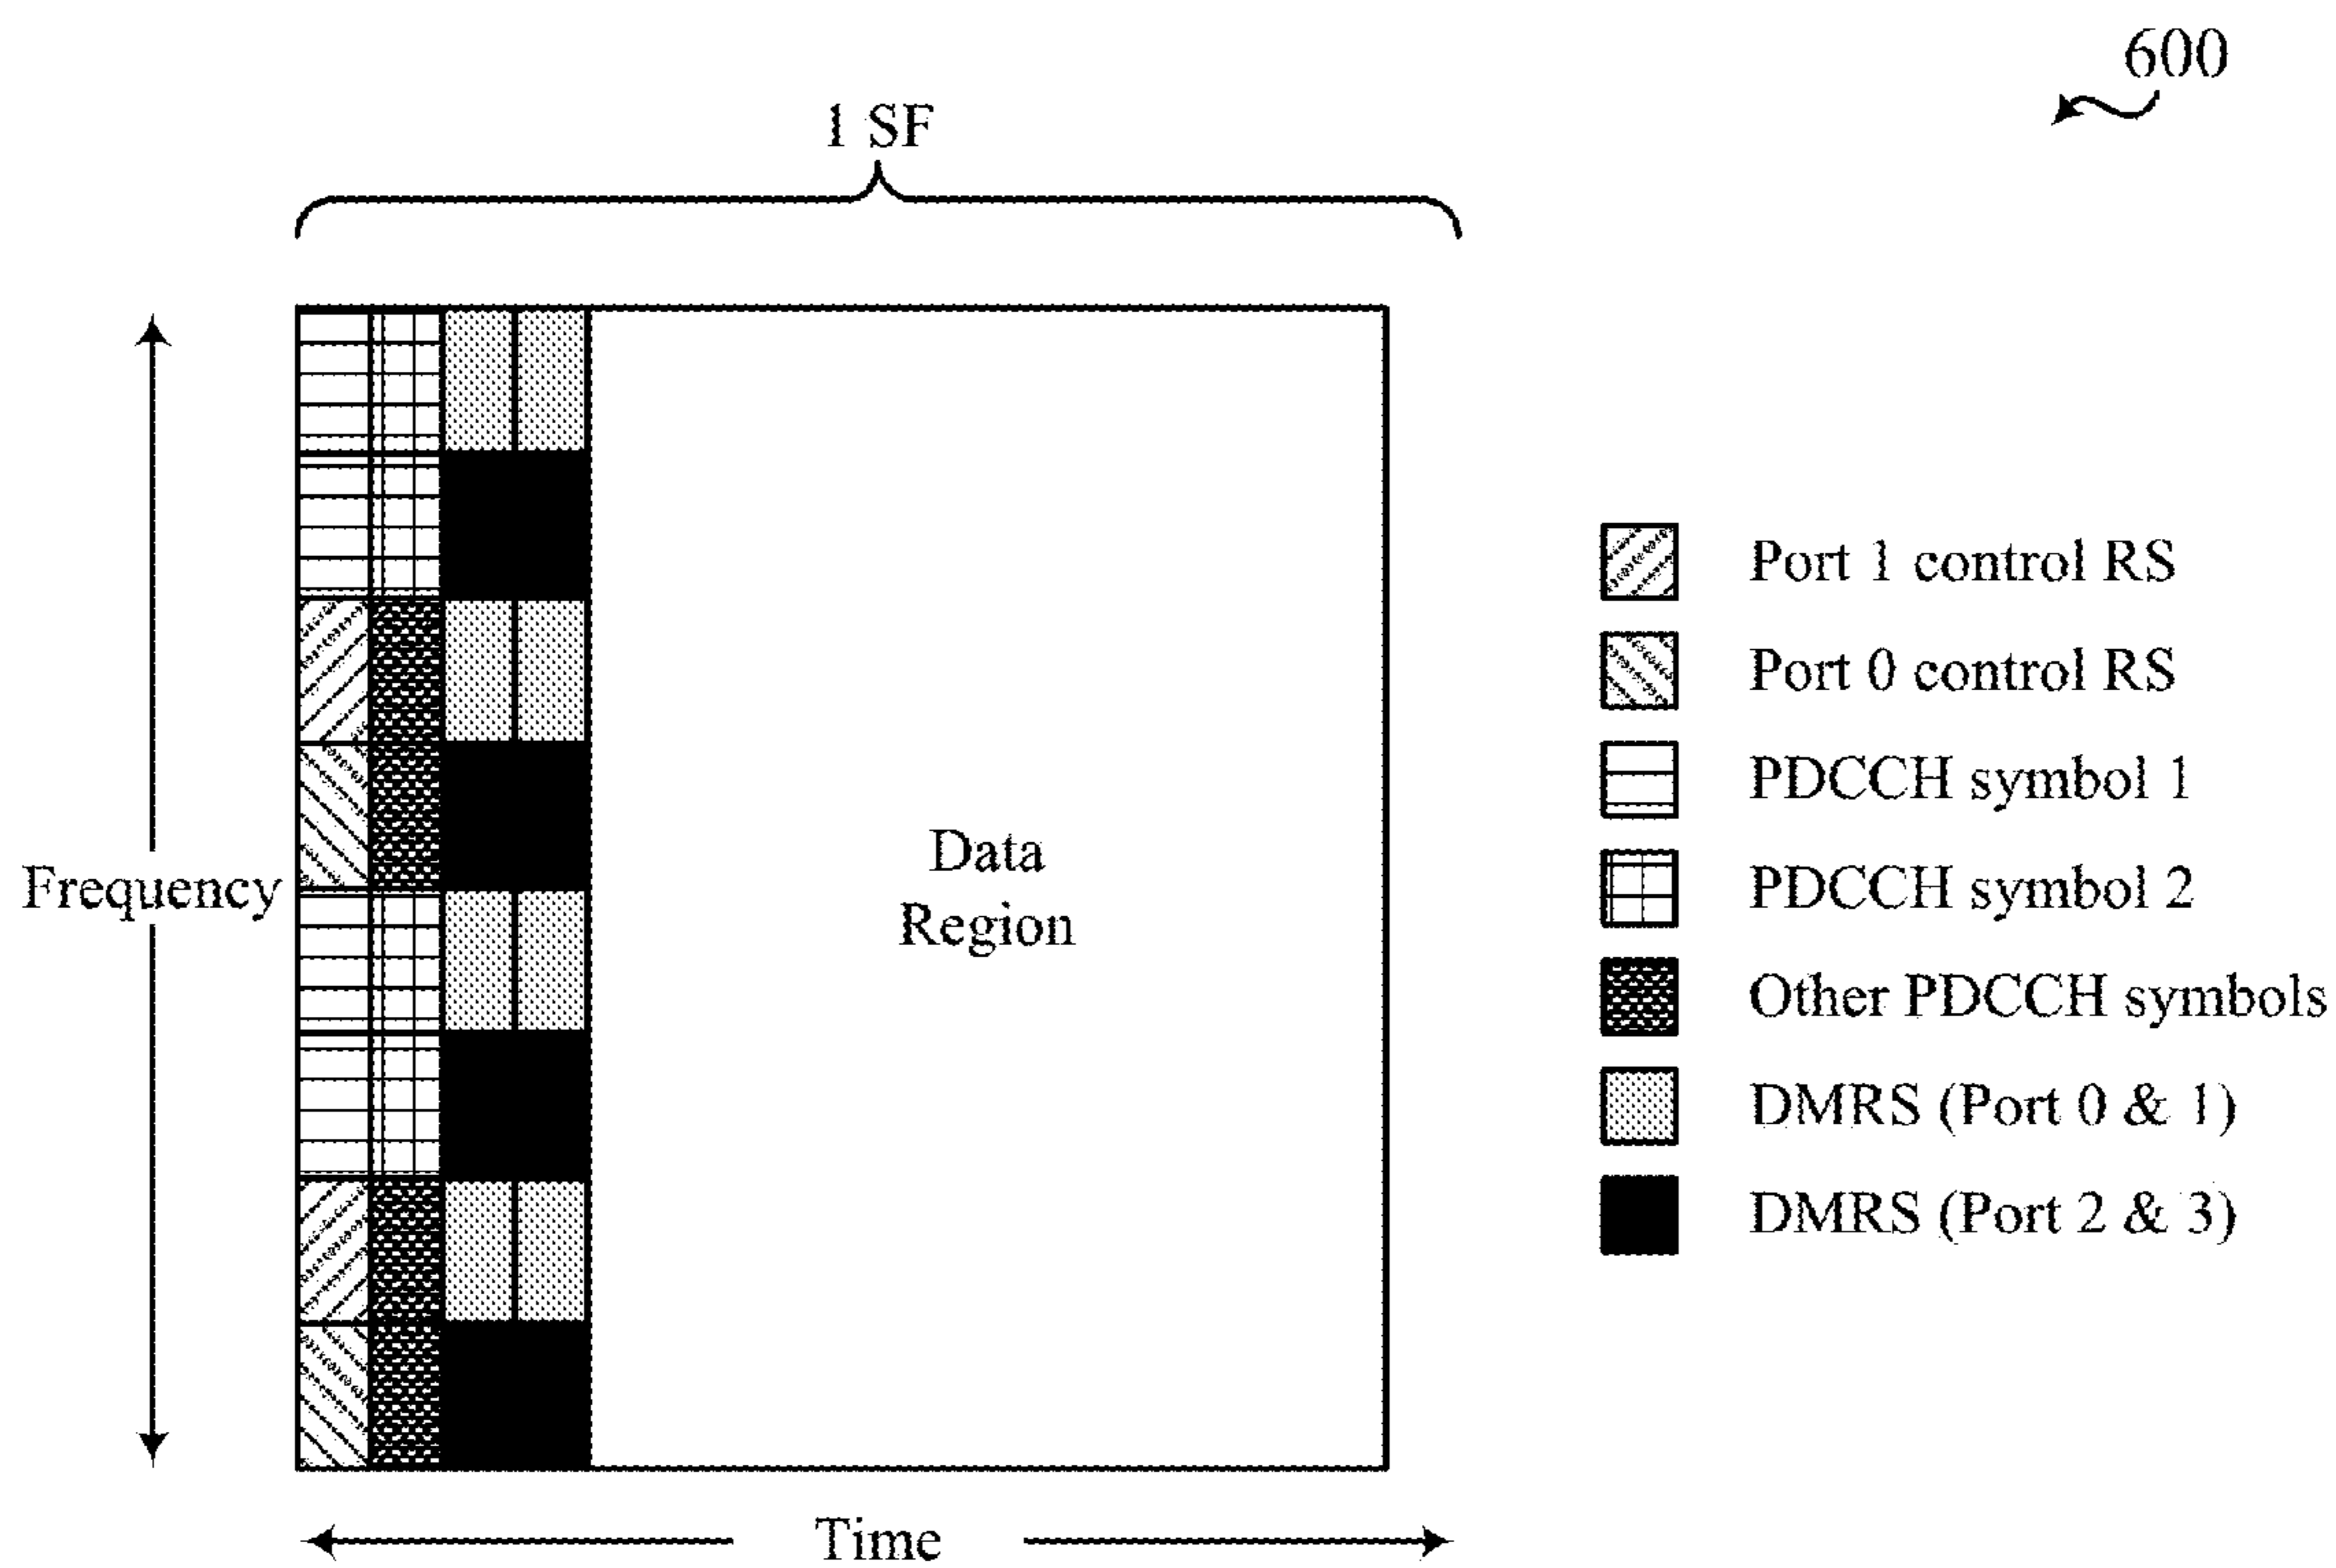 600
1 SF
Frequency
Data
Region
Time
Port 1 control RS
Port 0 control RS
PDCCH symbol 1
PDCCH symbol 2
Other PDCCH symbols
DMRS (Port 0 & 1)
DMRS (Port 2 & 3)